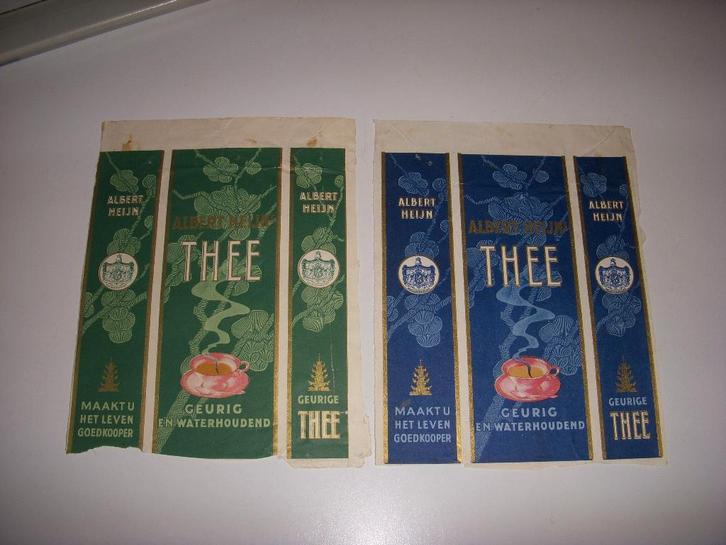 ALBERT
HEIJN
MAAKT U
HET LEVEN
GOEDKOOPER
ALBERT HEIJN'S
THEE
GEURIG
EN WATERHOUDEND
ALBERT
HEIJN
GEURIGE
THEE
ALBERT
HEIJN
MAAKT U
HET LEVEN
GOEDKOOPER
ALBERT HEIJN'S
THEE
GEURIG
EN WATERHOUDEND
ALBERT
HEIJN
GEURIGE
THEE